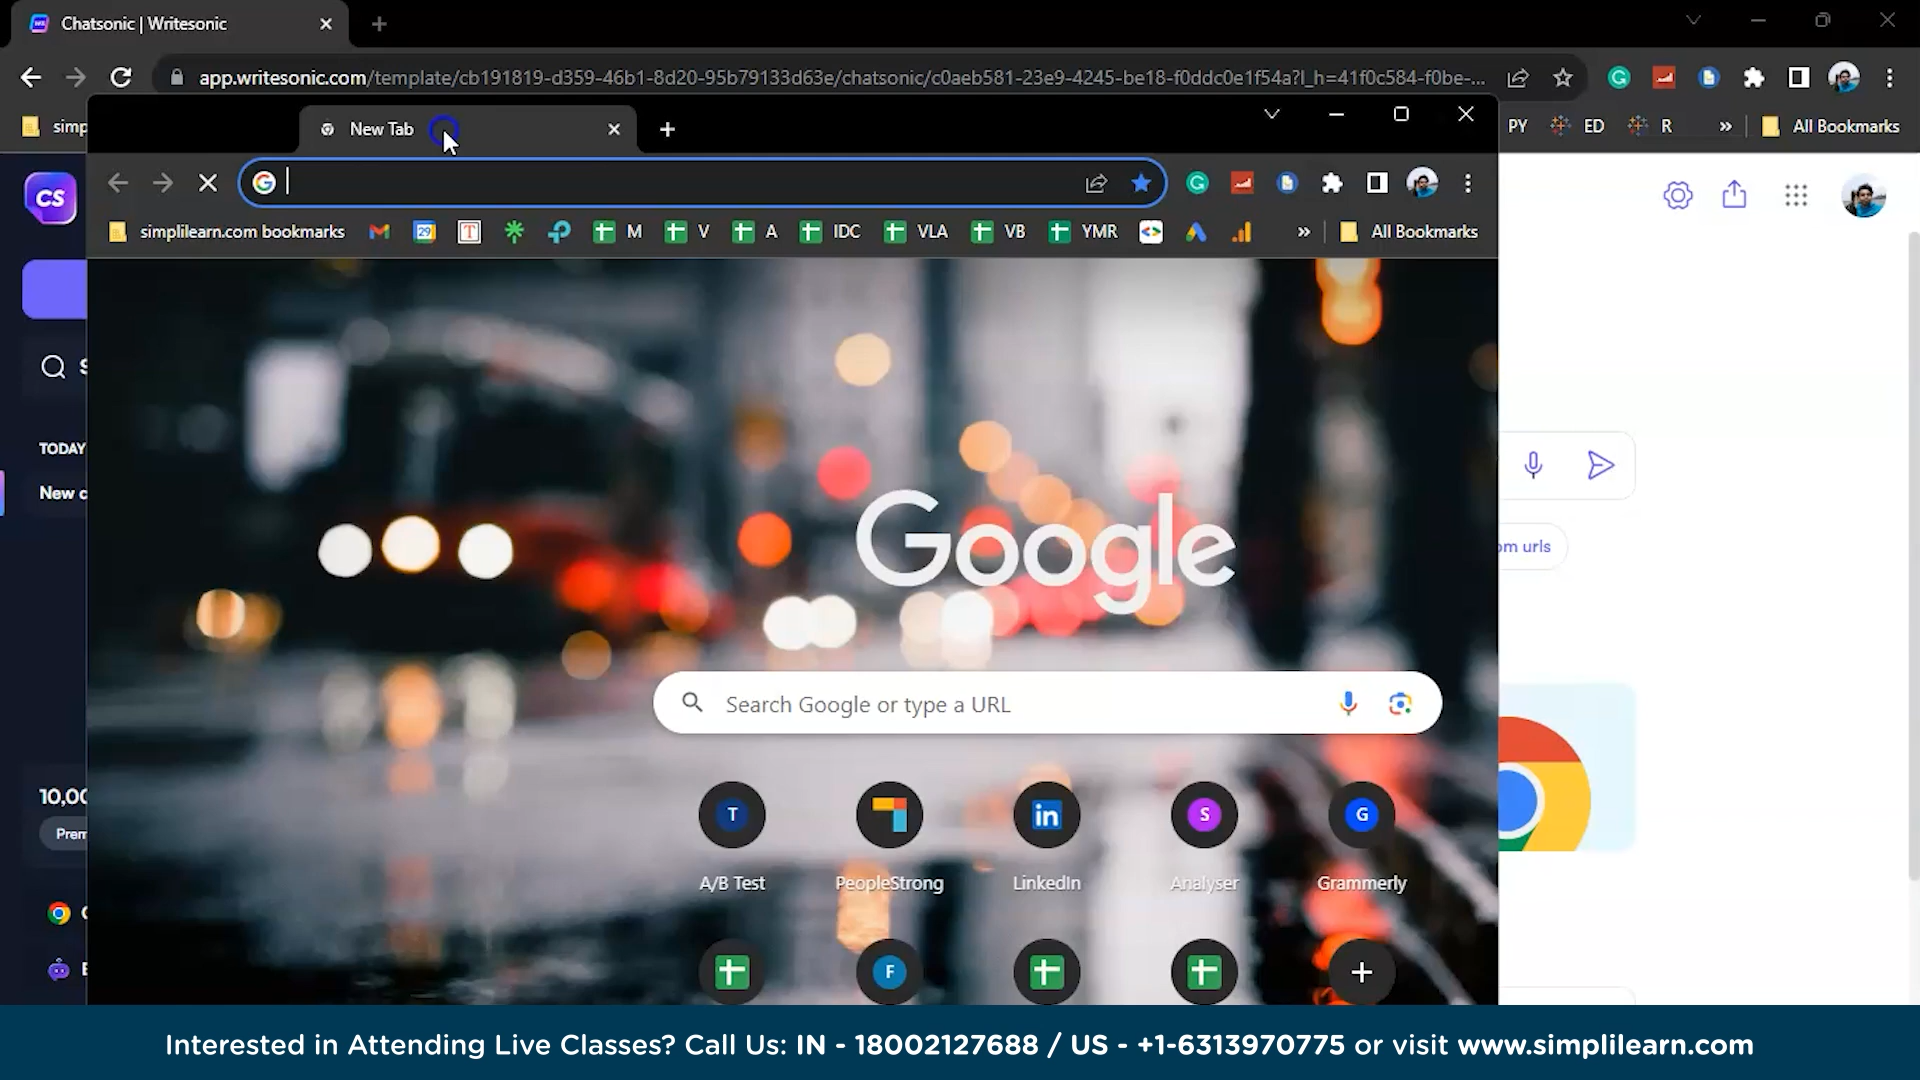 Chatsonic | Writesonic
app.writesonic.com/template/cb191819-d359-46b1-8d20-95b79133d63e/chatsonic/c0aeb581-23e9-4245-be18-f0ddc0e1f54a?l_h=41f0c584-f0be-...
simp
PY ED R » All Bookmarks
New Tab
simplilearn.com bookmarks 29 T M V A IDC VLA VB YMR » All Bookmarks
CS
S
TODAY
New c
om urls
Google
Search Google or type a URL
10,00
Prem
T S G
A/B Test PeopleStrong LinkedIn Analyser Grammerly
F
Interested in Attending Live Classes? Call Us: IN - 18002127688 / US - +1-6313970775 or visit www.simplilearn.com